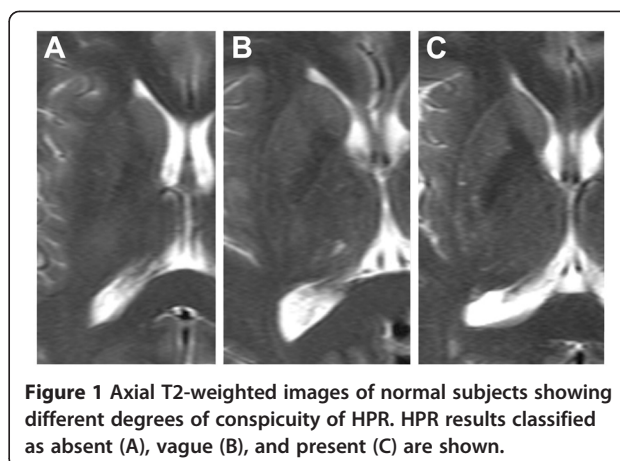 A
B
C
Figure 1 Axial T2-weighted images of normal subjects showing
different degrees of conspicuity of HPR. HPR results classified
as absent (A), vague (B), and present (C) are shown.